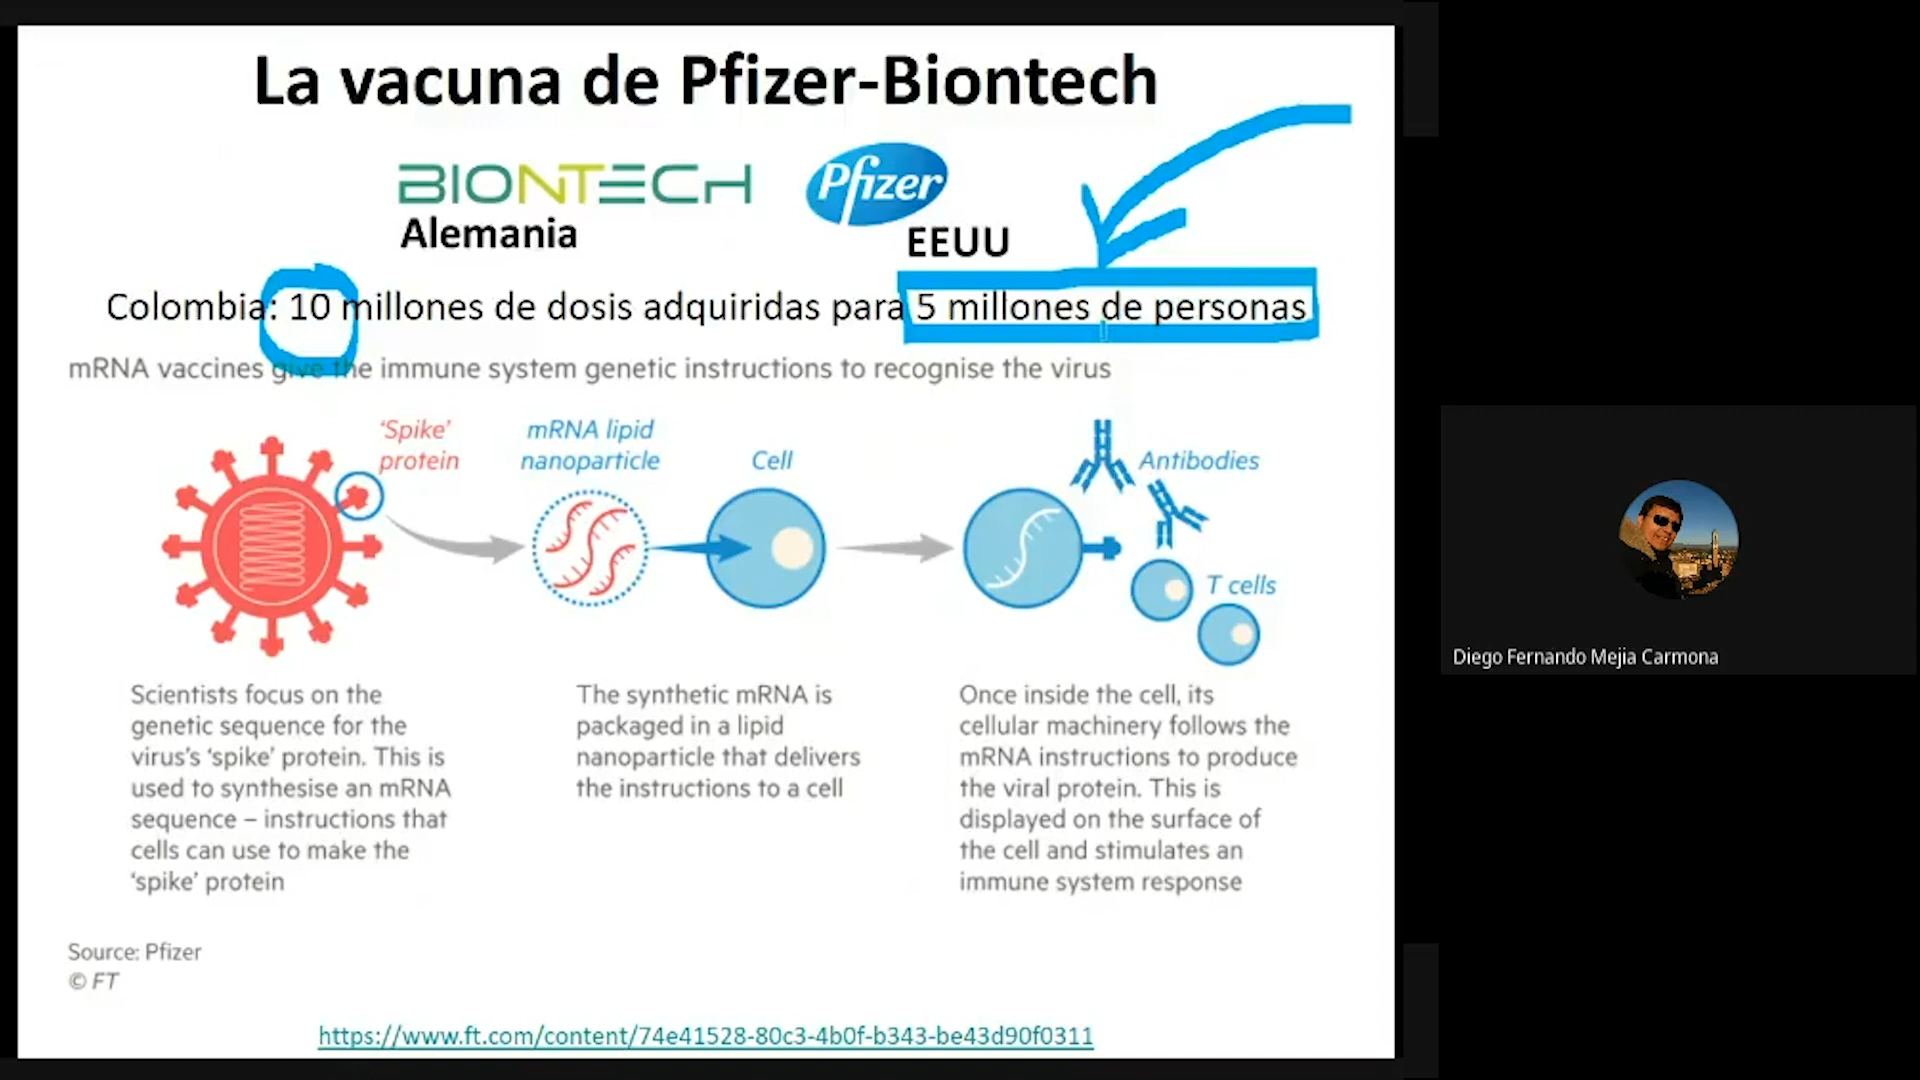 La vacuna de Pfizer-Biontech
BIONTECH
Pfizer
Alemania
EEUU
Colombia: 10 millones de dosis adquiridas para 5 millones de personas
mRNA vaccines give the immune system genetic instructions to recognise the virus
‘Spike’
protein
mRNA lipid
nanoparticle
Cell
Antibodies
T cells
Scientists focus on the
genetic sequence for the
virus’s ‘spike’ protein. This is
used to synthesise an mRNA
sequence – instructions that
cells can use to make the
‘spike’ protein
The synthetic mRNA is
packaged in a lipid
nanoparticle that delivers
the instructions to a cell
Once inside the cell, its
cellular machinery follows the
mRNA instructions to produce
the viral protein. This is
displayed on the surface of
the cell and stimulates an
immune system response
Source: Pfizer
© FT
https://www.ft.com/content/74e41528-80c3-4b0f-b343-be43d90f0311
Diego Fernando Mejia Carmona